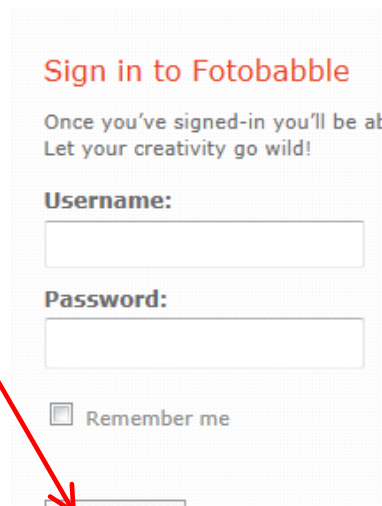 Sign in to Fotobabble
Once you've signed-in you'll be
Let your creativity go wild!
Username:
Password:
Remember me